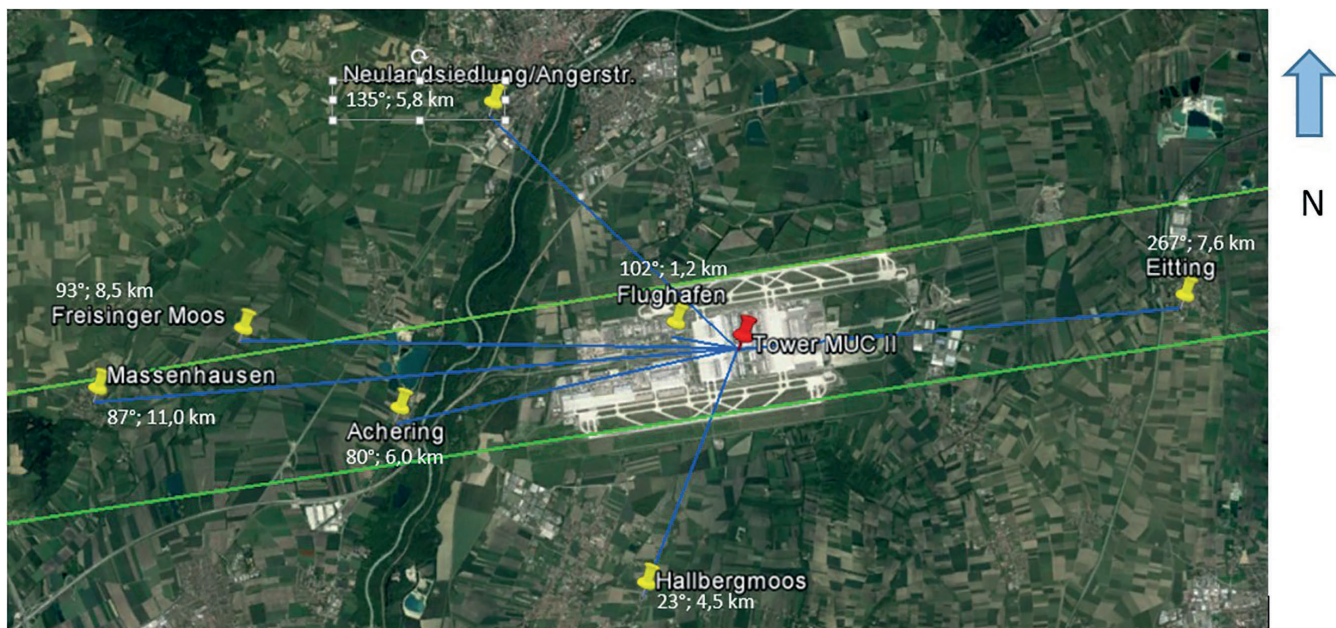 Neulandsiedlung/Angerstr.
135°; 5,8 km
N
267°; 7,6 km
Eitting
102°; 1,2 km
Flughafen
93°; 8,5 km
Freisinger Moos
Tower MUC II
Massenhausen
87°; 11,0 km
Achering
80°; 6,0 km
Hallbergmoos
23°; 4,5 km